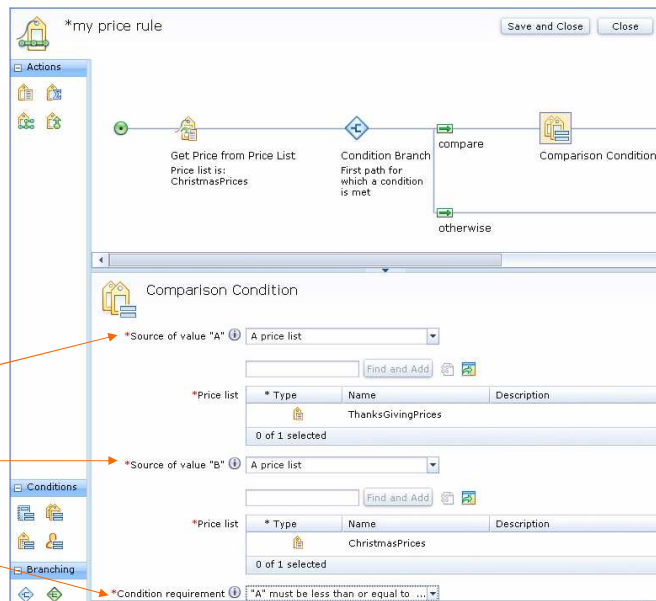 *my price rule
Save and Close
Close
Actions
Get Price from Price List
Price list is:
ChristmasPrices
Condition Branch
First path for
which a condition
is met
compare
otherwise
Comparison Condition
Comparison Condition
*Source of value "A" A price list
Find and Add
*Price list
* Type Name Description
ThanksGivingPrices
0 of 1 selected
*Source of value "B" A price list
Find and Add
*Price list
* Type Name Description
ChristmasPrices
0 of 1 selected
*Condition requirement "A" must be less than or equal to ...
Conditions
Branching